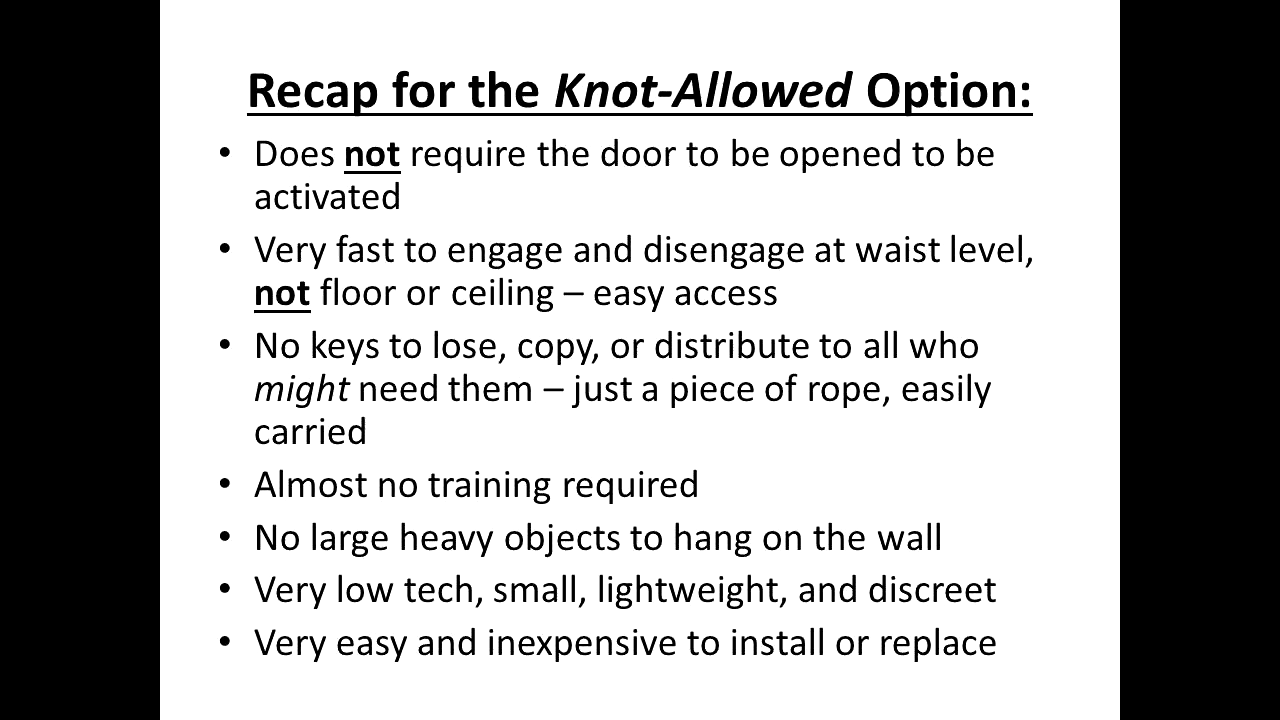 Recap for the Knot-Allowed Option:
• Does not require the door to be opened to be
activated
• Very fast to engage and disengage at waist level,
not floor or ceiling – easy access
• No keys to lose, copy, or distribute to all who
might need them – just a piece of rope, easily
carried
• Almost no training required
• No large heavy objects to hang on the wall
• Very low tech, small, lightweight, and discreet
• Very easy and inexpensive to install or replace